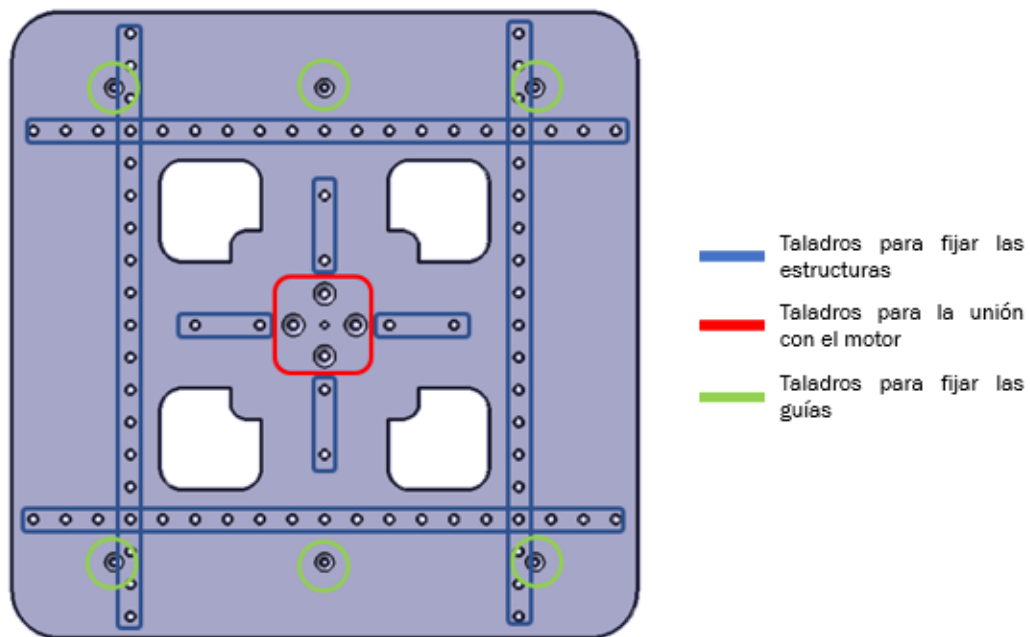 Taladros para fijar las
estructuras
Taladros para la unión
con el motor
Taladros para fijar las
guías